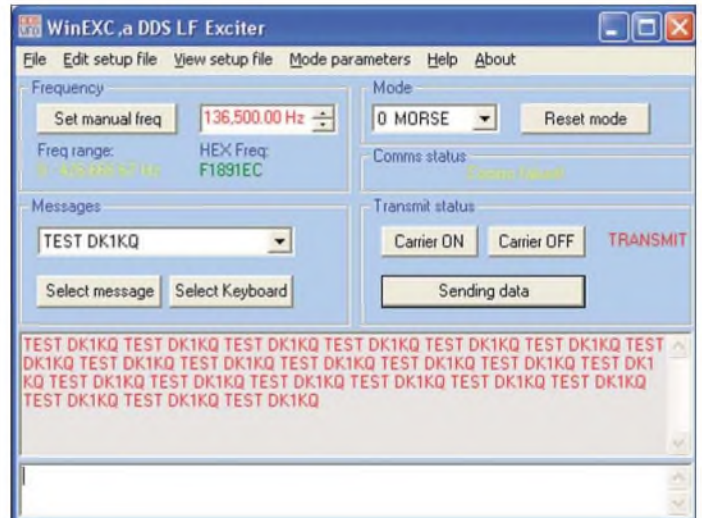 WinEXC ,a DDS LF Exciter
File Edit setup file View setup file Mode parameters Help About
Frequency
Set manual freq 136,500.00 Hz
Freq range: HEX Freq:
F1891EC
Mode
0 MORSE Reset mode
Comms status
Comms failed!
Messages
TEST DK1KQ
Select message Select Keyboard
Transmit status
Carrier ON Carrier OFF TRANSMIT
Sending data
TEST DK1KQ TEST DK1KQ TEST DK1KQ TEST DK1KQ TEST DK1KQ TEST DK1KQ TEST DK1KQ TEST
DK1KQ TEST DK1KQ TEST DK1KQ TEST DK1KQ TEST DK1KQ TEST DK1KQ TEST DK1KQ TEST DK1
KQ TEST DK1KQ TEST DK1KQ TEST DK1KQ TEST DK1KQ TEST DK1KQ TEST DK1KQ
TEST DK1KQ TEST DK1KQ TEST DK1KQ